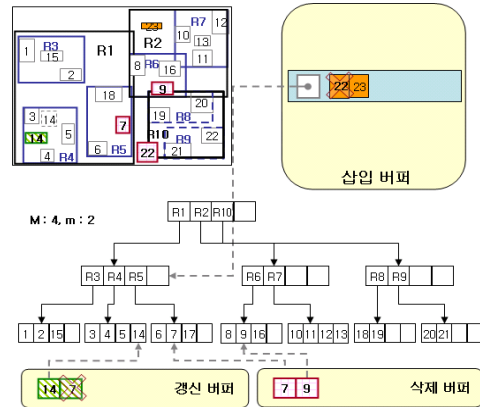 R1
R2
R7
12
10
13
11
23
1
R3
15
2
8
R6
16
9
18
3
14
5
7
14
4
R4
6
R5
19
20
R8
R10
R9
22
22
21
22 23
삽입 버퍼
M : 4, m : 2
R1 R2 R10
R3 R4 R5
R6 R7
R8 R9
1 2 15
3 4 5 14
6 7 17
8 9 16
10 11 12 13
18 19
20 21
14 7
갱신 버퍼
7 9
삭제 버퍼